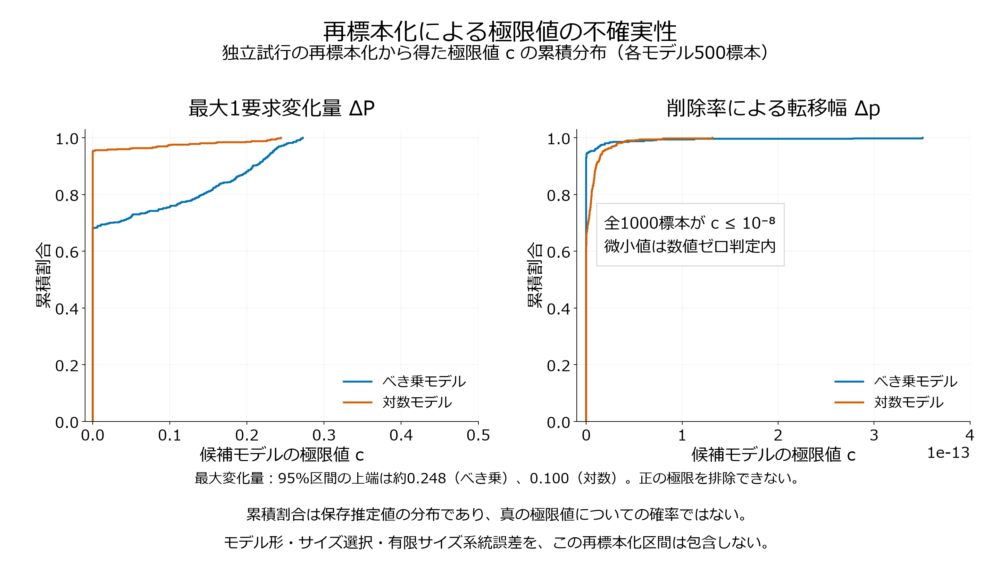 再標本化による極限値の不確実性
独立試行の再標本化から得た極限値 c の累積分布（各モデル500標本）
最大1要求変化量 ΔP
1.0
0.8
0.6
0.4
0.2
0.0
累積割合
べき乗モデル
対数モデル
0.0 0.1 0.2 0.3 0.4 0.5
候補モデルの極限値 c
削除率による転移幅 Δp
1.0
0.8
0.6
0.4
0.2
0.0
累積割合
全1000標本が c ≤ 10⁻⁸
微小値は数値ゼロ判定内
べき乗モデル
対数モデル
0 1 2 3 4
1e-13
候補モデルの極限値 c
最大変化量：95%区間の上端は約0.248（べき乗）、0.100（対数）。正の極限を排除できない。
累積割合は保存推定値の分布であり、真の極限値についての確率ではない。
モデル形・サイズ選択・有限サイズ系統誤差を、この再標本化区間は包含しない。